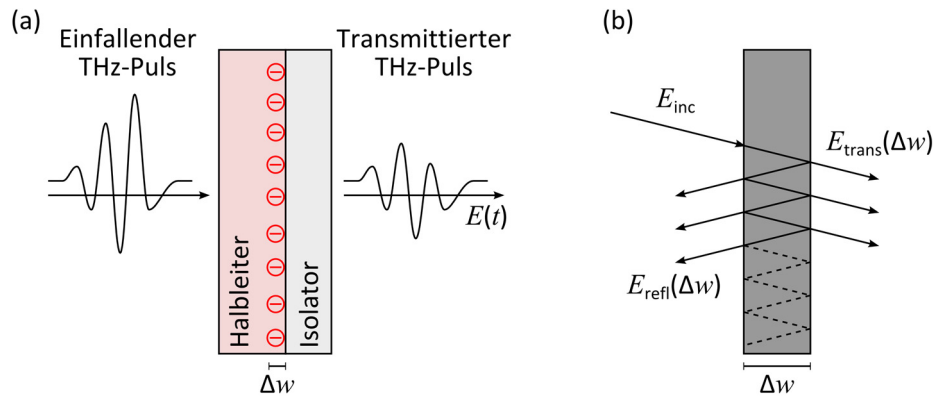 (a)
Einfallender
THz-Puls
Transmittierter
THz-Puls
E(t)
Halbleiter
Isolator
Δw
(b)
E_inc
E_trans(Δw)
E_refl(Δw)
Δw